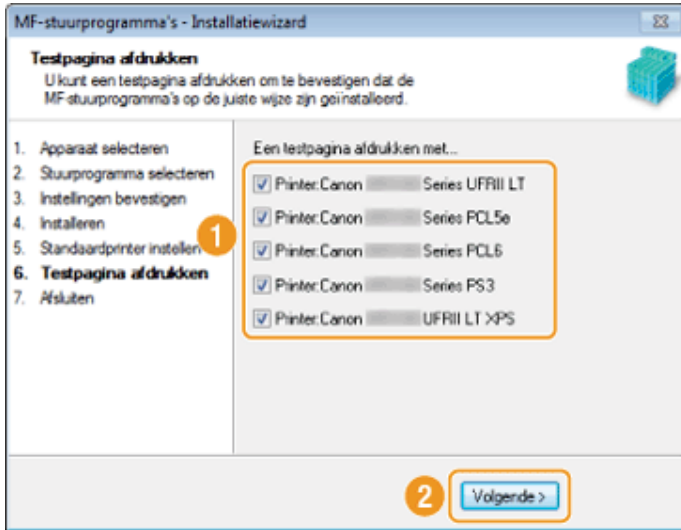 MF-stuurprogramma's - Installatiewizard
Testpagina afdrukken
U kunt een testpagina afdrukken om te bevestigen dat de
MF-stuurprogramma's op de juiste wijze zijn geïnstalleerd.
1. Apparaat selecteren
2. Stuurprogramma selecteren
3. Instellingen bevestigen
4. Installeren
5. Standaardprinter instellen
6. Testpagina afdrukken
7. Afsluiten
Een testpagina afdrukken met...
1
Printer:Canon Series UFRII LT
Printer:Canon Series PCL5e
Printer:Canon Series PCL6
Printer:Canon Series PS3
Printer:Canon UFRII LT XPS
2
Volgende >